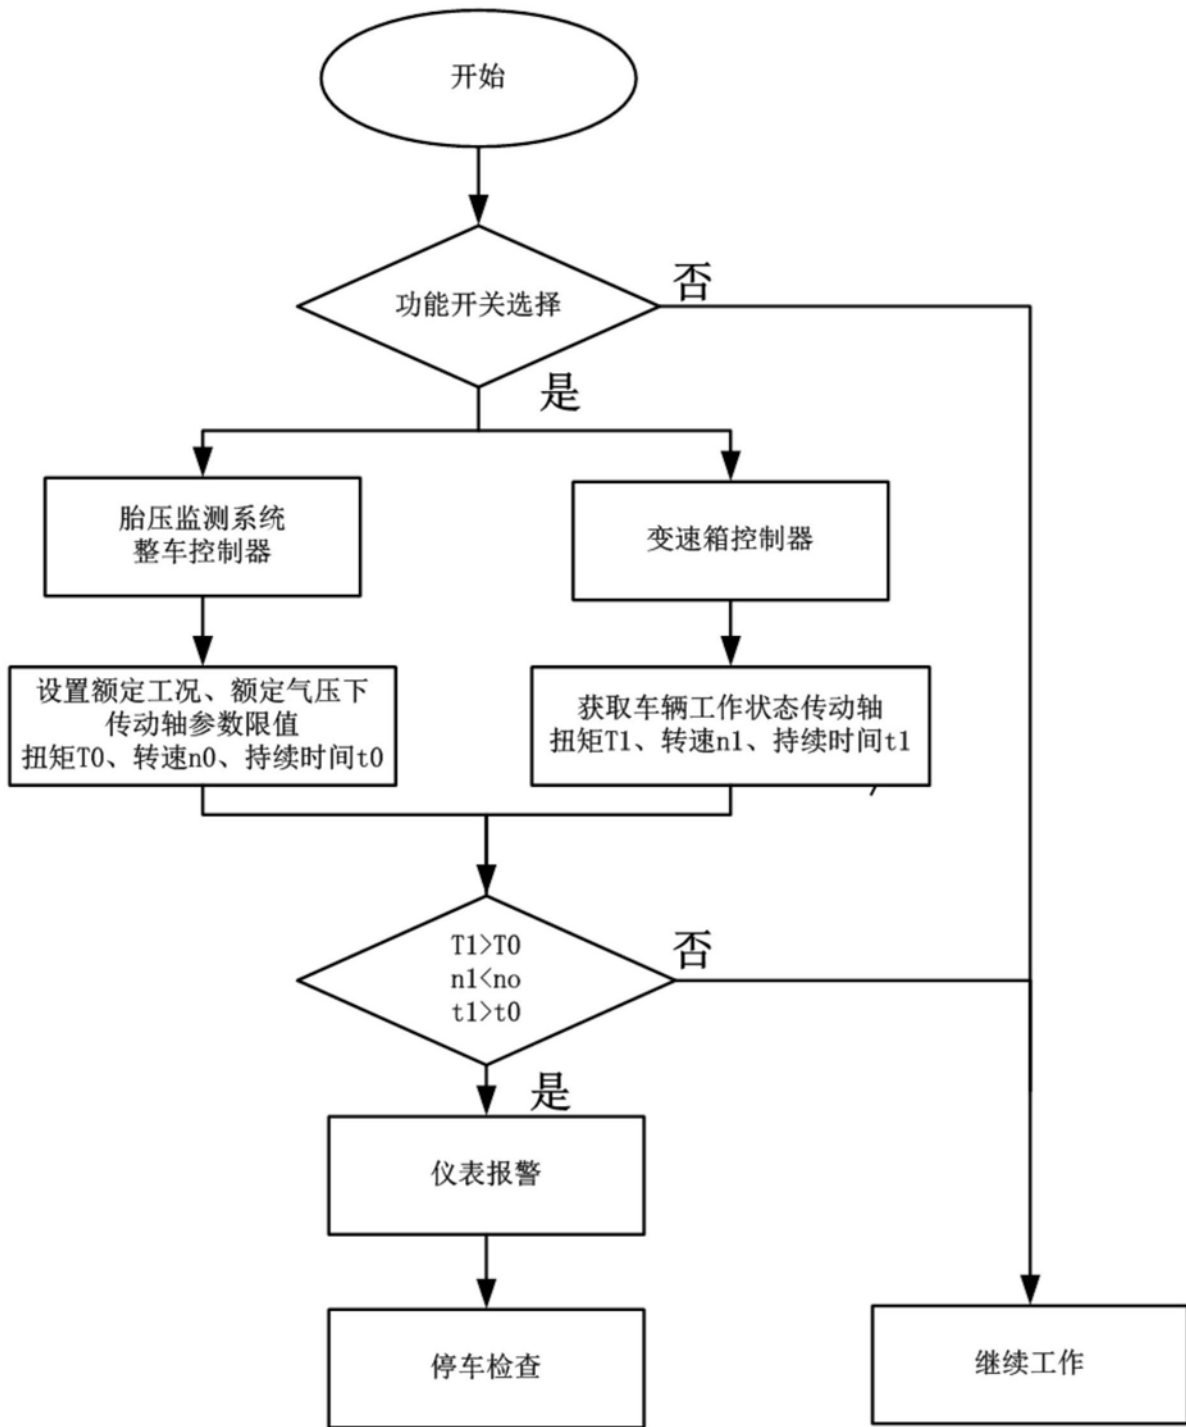 开始
功能开关选择
否
是
胎压监测系统
整车控制器
变速箱控制器
设置额定工况、额定气压下
传动轴参数限值
扭矩T0、转速n0、持续时间t0
获取车辆工作状态传动轴
扭矩T1、转速n1、持续时间t1
T1>T0
n1<no
t1>t0
否
是
仪表报警
停车检查
继续工作